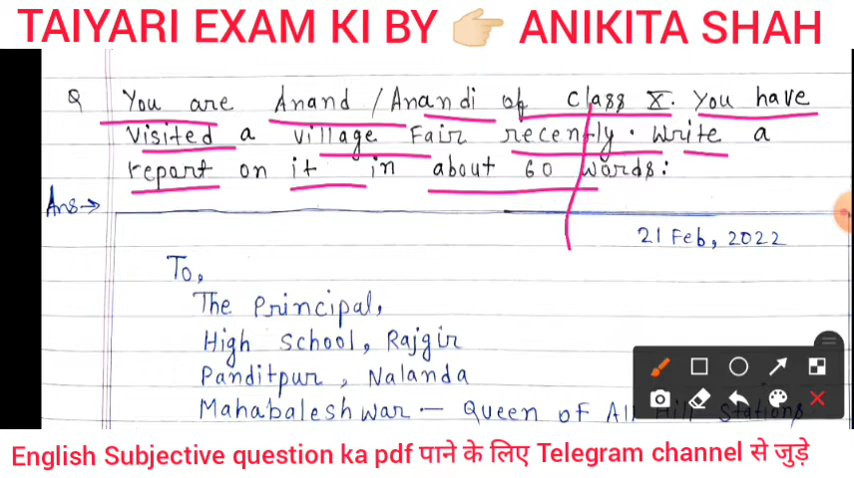 TAIYARI EXAM KI BY 👉🏻 ANIKITA SHAH
Q You are Anand / Anandi of Class X. You have
visited a village Fair recently. Write a
report on it in about 60 words:
Ans→
21 Feb, 2022
To,
The Principal,
High School, Rajgir
Panditpur, Nalanda
Mahabaleshwar — Queen of All Hill Stations
English Subjective question ka pdf पाने के लिए Telegram channel से जुड़े